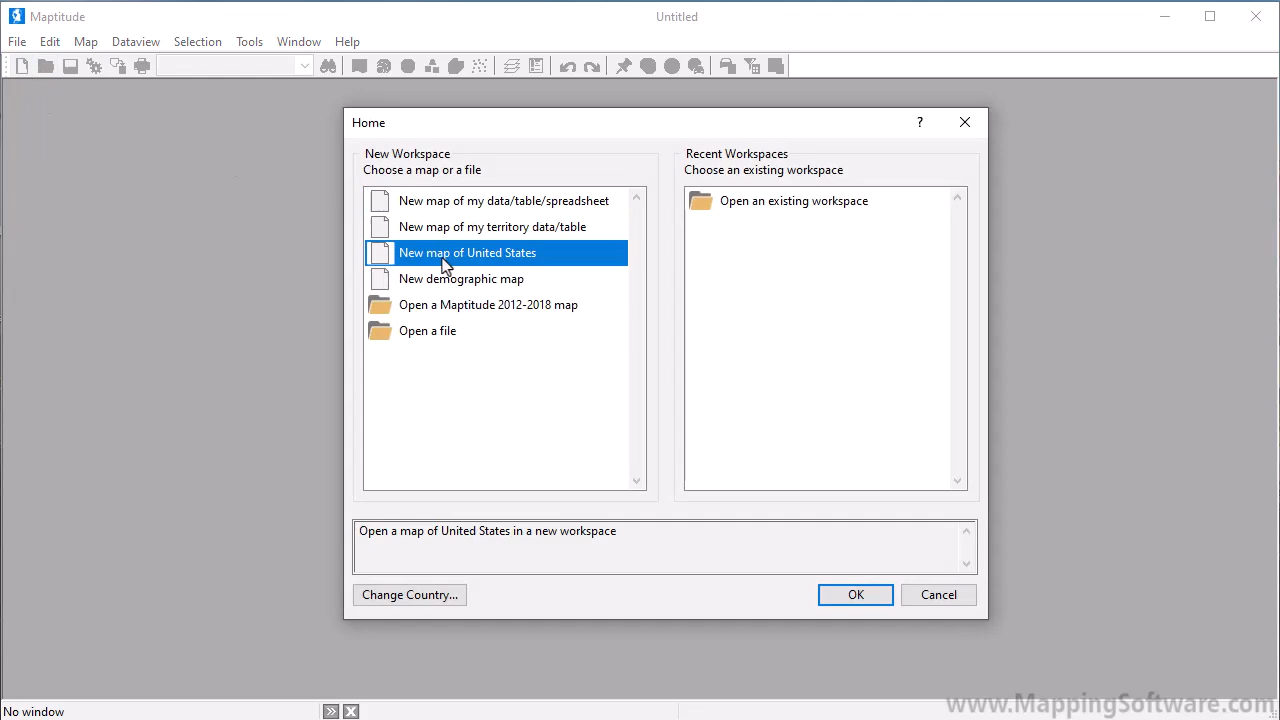 Maptitude
Untitled
File Edit Map Dataview Selection Tools Window Help
Home
?
New Workspace
Choose a map or a file
New map of my data/table/spreadsheet
New map of my territory data/table
New map of United States
New demographic map
Open a Maptitude 2012-2018 map
Open a file
Recent Workspaces
Choose an existing workspace
Open an existing workspace
Open a map of United States in a new workspace
Change Country...
OK
Cancel
No window
www.MappingSoftware.com